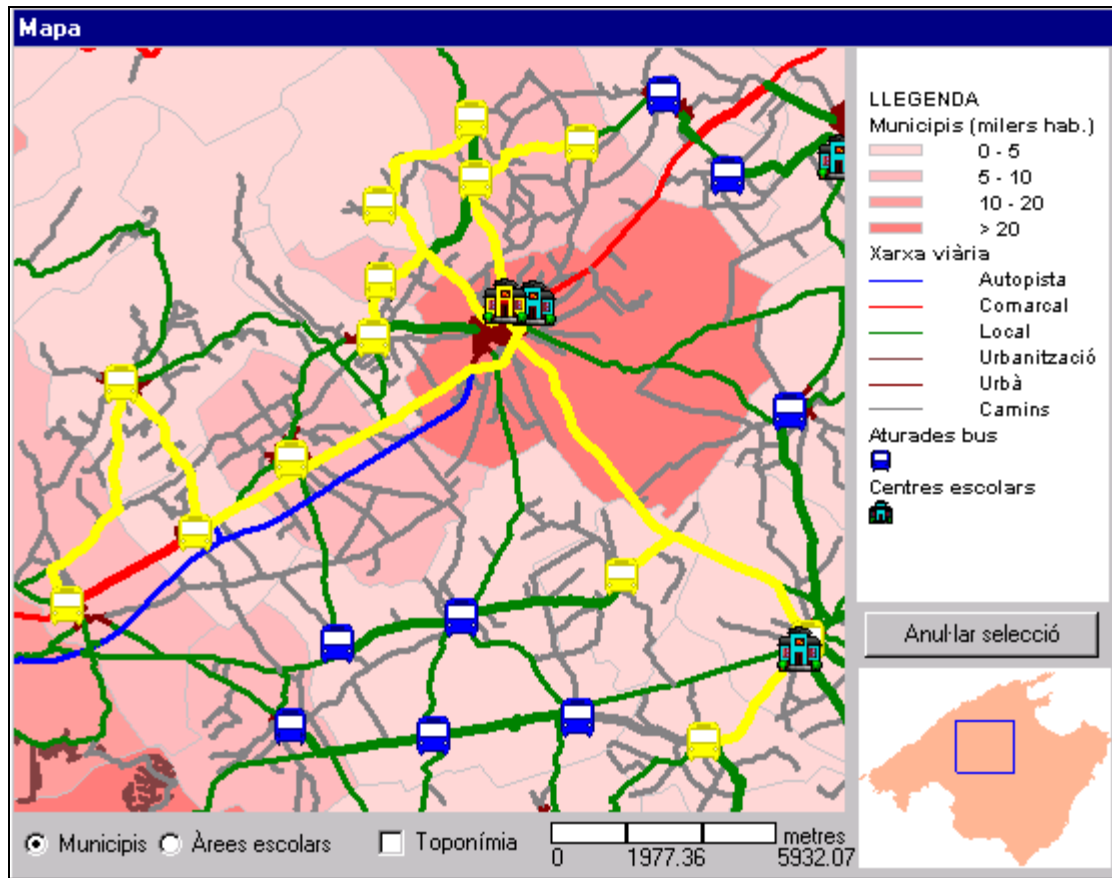 Mapa
LLEGENDA
Municipis (milers hab.)
0 - 5
5 - 10
10 - 20
> 20
Xarxa viària
Autopista
Comarcal
Local
Urbanització
Urbà
Camins
Aturades bus
Centres escolars
Anul·lar selecció
Municipis Àrees escolars Toponímia metres
0 1977.36 5932.07